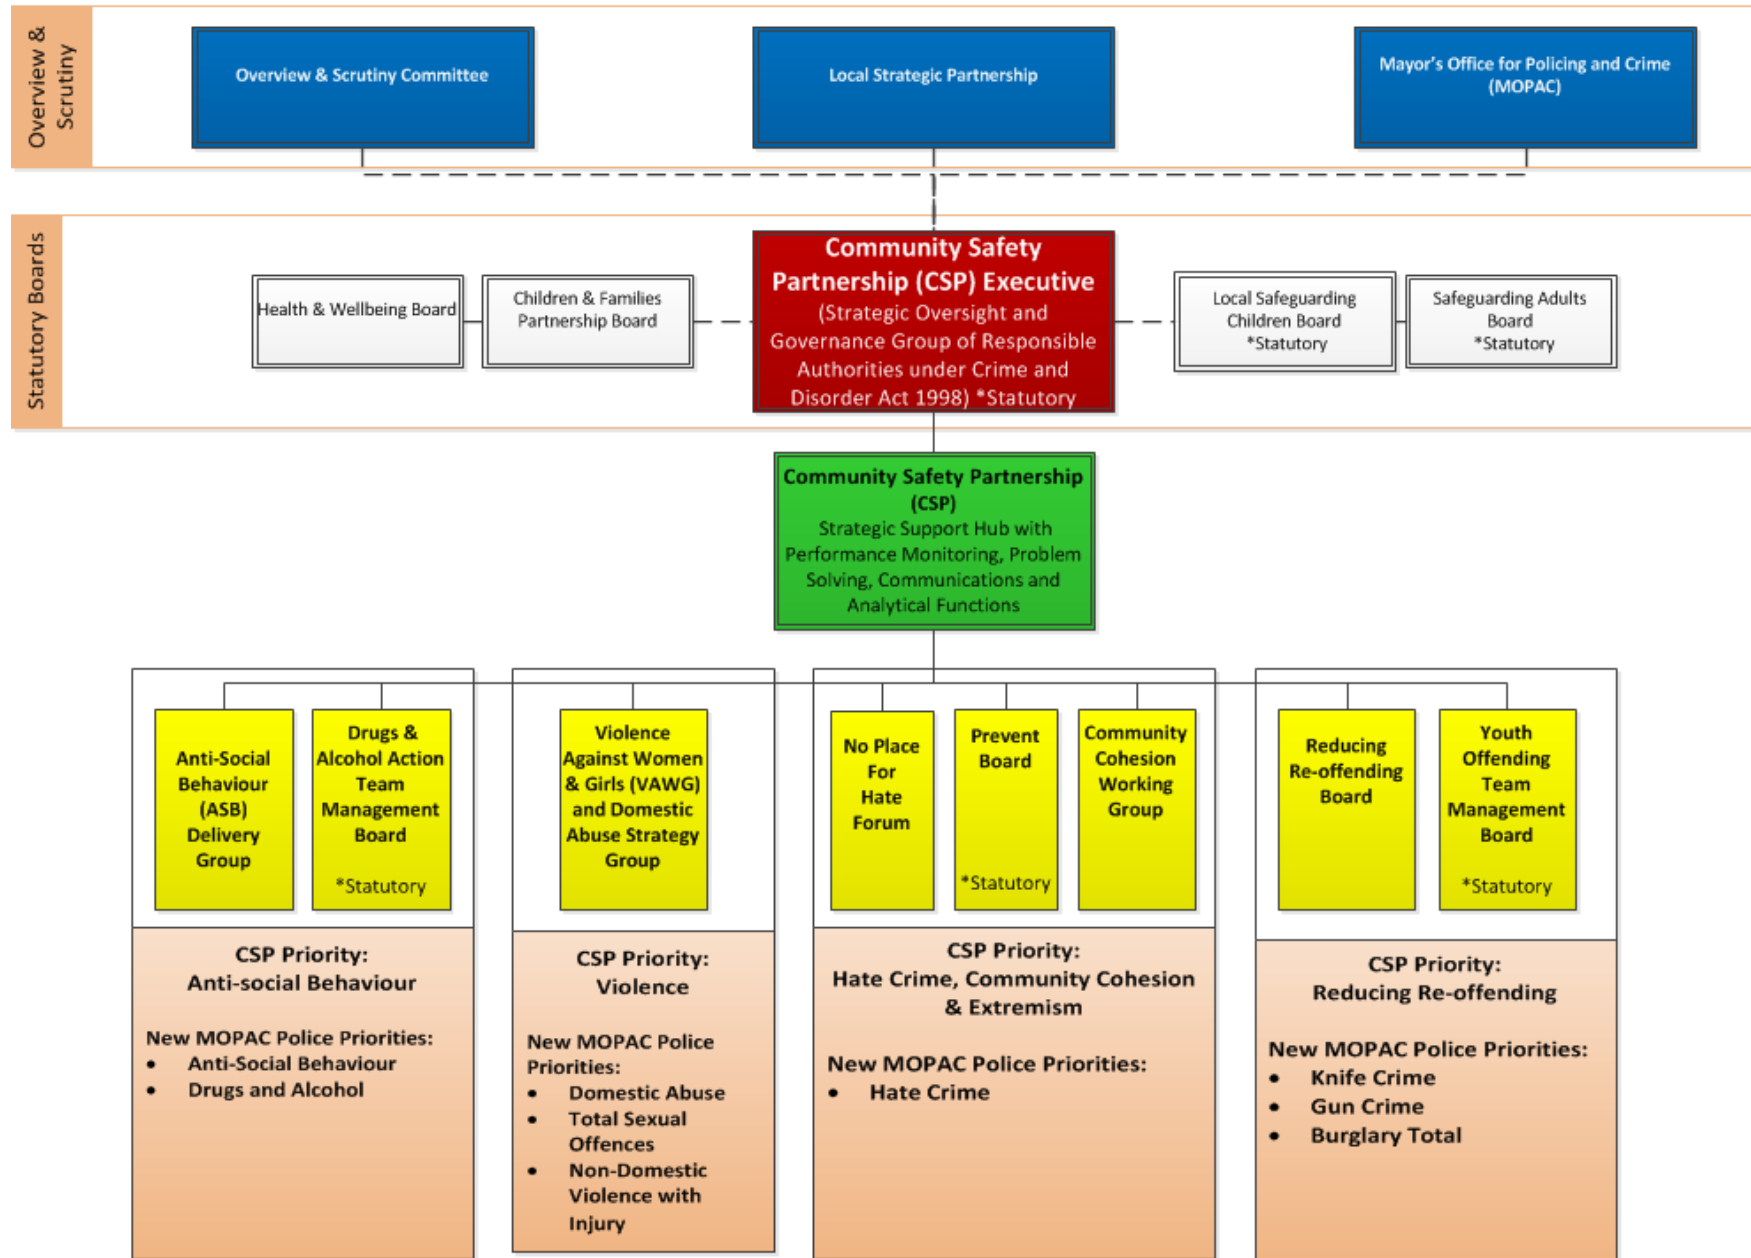 Overview &
Scrutiny
Overview & Scrutiny Committee
Local Strategic Partnership
Mayor's Office for Policing and Crime
(MOPAC)
Statutory Boards
Health & Wellbeing Board
Children & Families
Partnership Board
Community Safety
Partnership (CSP) Executive
(Strategic Oversight and
Governance Group of Responsible
Authorities under Crime and
Disorder Act 1998) *Statutory
Local Safeguarding
Children Board
*Statutory
Safeguarding Adults
Board
*Statutory
Community Safety Partnership
(CSP)
Strategic Support Hub with
Performance Monitoring, Problem
Solving, Communications and
Analytical Functions
Anti-Social
Behaviour
(ASB)
Delivery
Group
Drugs &
Alcohol Action
Team
Management
Board
*Statutory
Violence
Against Women
& Girls (VAWG)
and Domestic
Abuse Strategy
Group
No Place
For
Hate
Forum
Prevent
Board
*Statutory
Community
Cohesion
Working
Group
Reducing
Re-offending
Board
Youth
Offending
Team
Management
Board
*Statutory
CSP Priority:
Anti-social Behaviour
New MOPAC Police Priorities:
• Anti-Social Behaviour
• Drugs and Alcohol
CSP Priority:
Violence
New MOPAC Police
Priorities:
• Domestic Abuse
• Total Sexual
Offences
• Non-Domestic
Violence with
Injury
CSP Priority:
Hate Crime, Community Cohesion
& Extremism
New MOPAC Police Priorities:
• Hate Crime
CSP Priority:
Reducing Re-offending
New MOPAC Police Priorities:
• Knife Crime
• Gun Crime
• Burglary Total